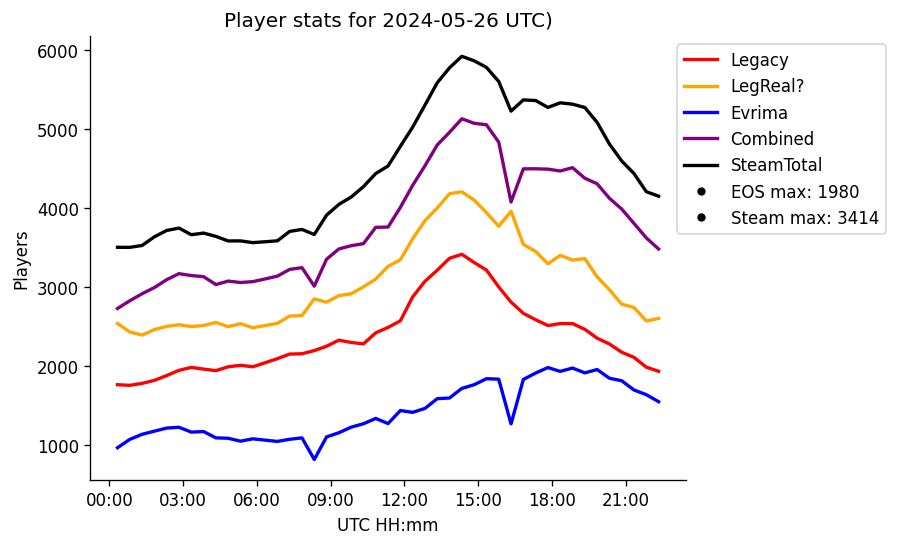 Player stats for 2024-05-26 UTC)
6000
5000
4000
3000
2000
1000
Players
00:00 03:00 06:00 09:00 12:00 15:00 18:00 21:00
UTC HH:mm
Legacy
LegReal?
Evrima
Combined
SteamTotal
EOS max: 1980
Steam max: 3414